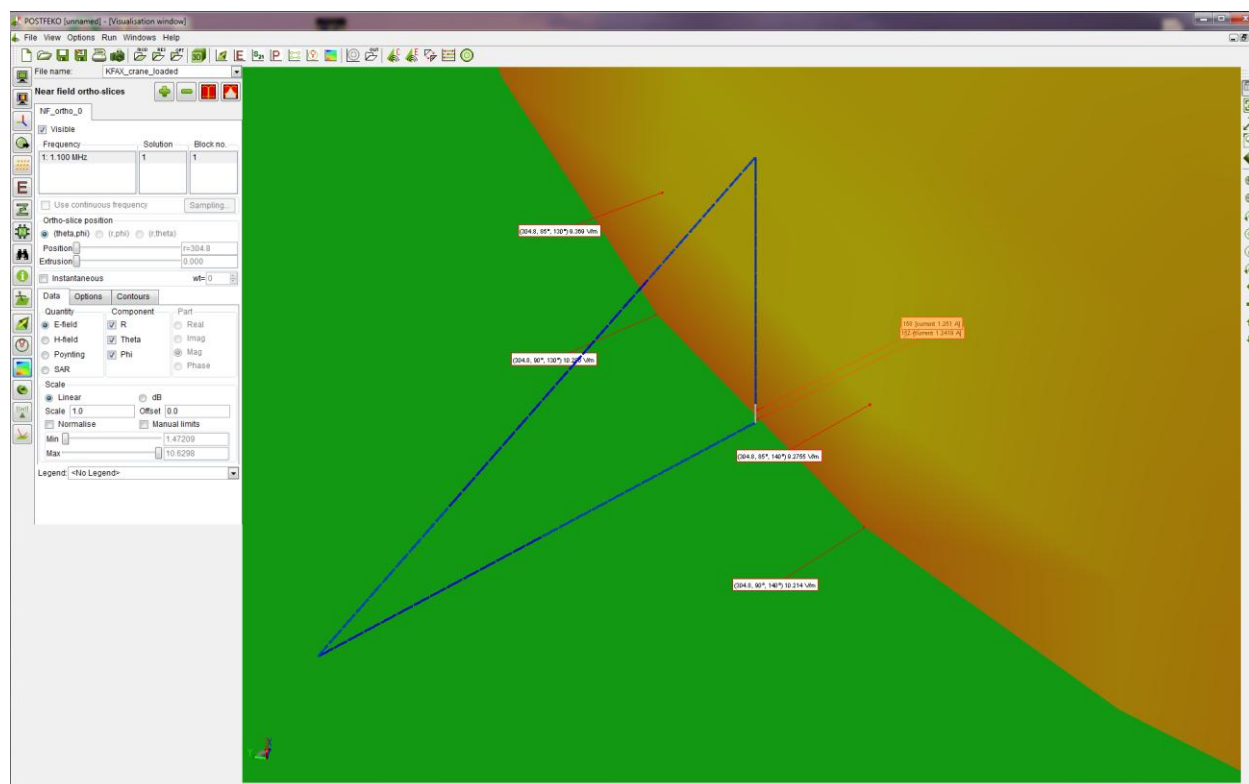 POSTFEKO [unnamed] - [Visualisation window]
File View Options Run Windows Help
File name: KFAX_crane_loaded
Near field ortho-slices
NF_ortho_0
Visible
Frequency Solution Block no.
1: 1.100 MHz 1 1
Use continuous frequency Sampling...
Ortho-slice position
(theta,phi) (r,phi) (r,theta)
Position r=304.8
Extrusion 0.000
Instantaneous wt= 0
Data Options Contours
Quantity Component Part
E-field R Real
H-field Theta Imag
Poynting Phi Mag
SAR Phase
Scale
Linear dB
Scale 1.0 Offset 0.0
Normalise Manual limits
Min 1.47209
Max 10.6298
Legend: <No Legend>
(304.8, 85°, 130°) 9.369 V/m
(304.8, 90°, 130°) V/m
(304.8, 85°, 140°) 9.2755 V/m
(304.8, 90°, 140°) 10.214 V/m